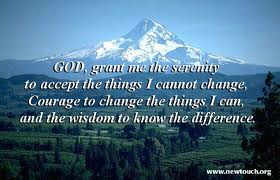 GOD, grant me the serenity
to accept the things I cannot change,
Courage to change the things I can,
and the wisdom to know the difference.
www.newtouch.org